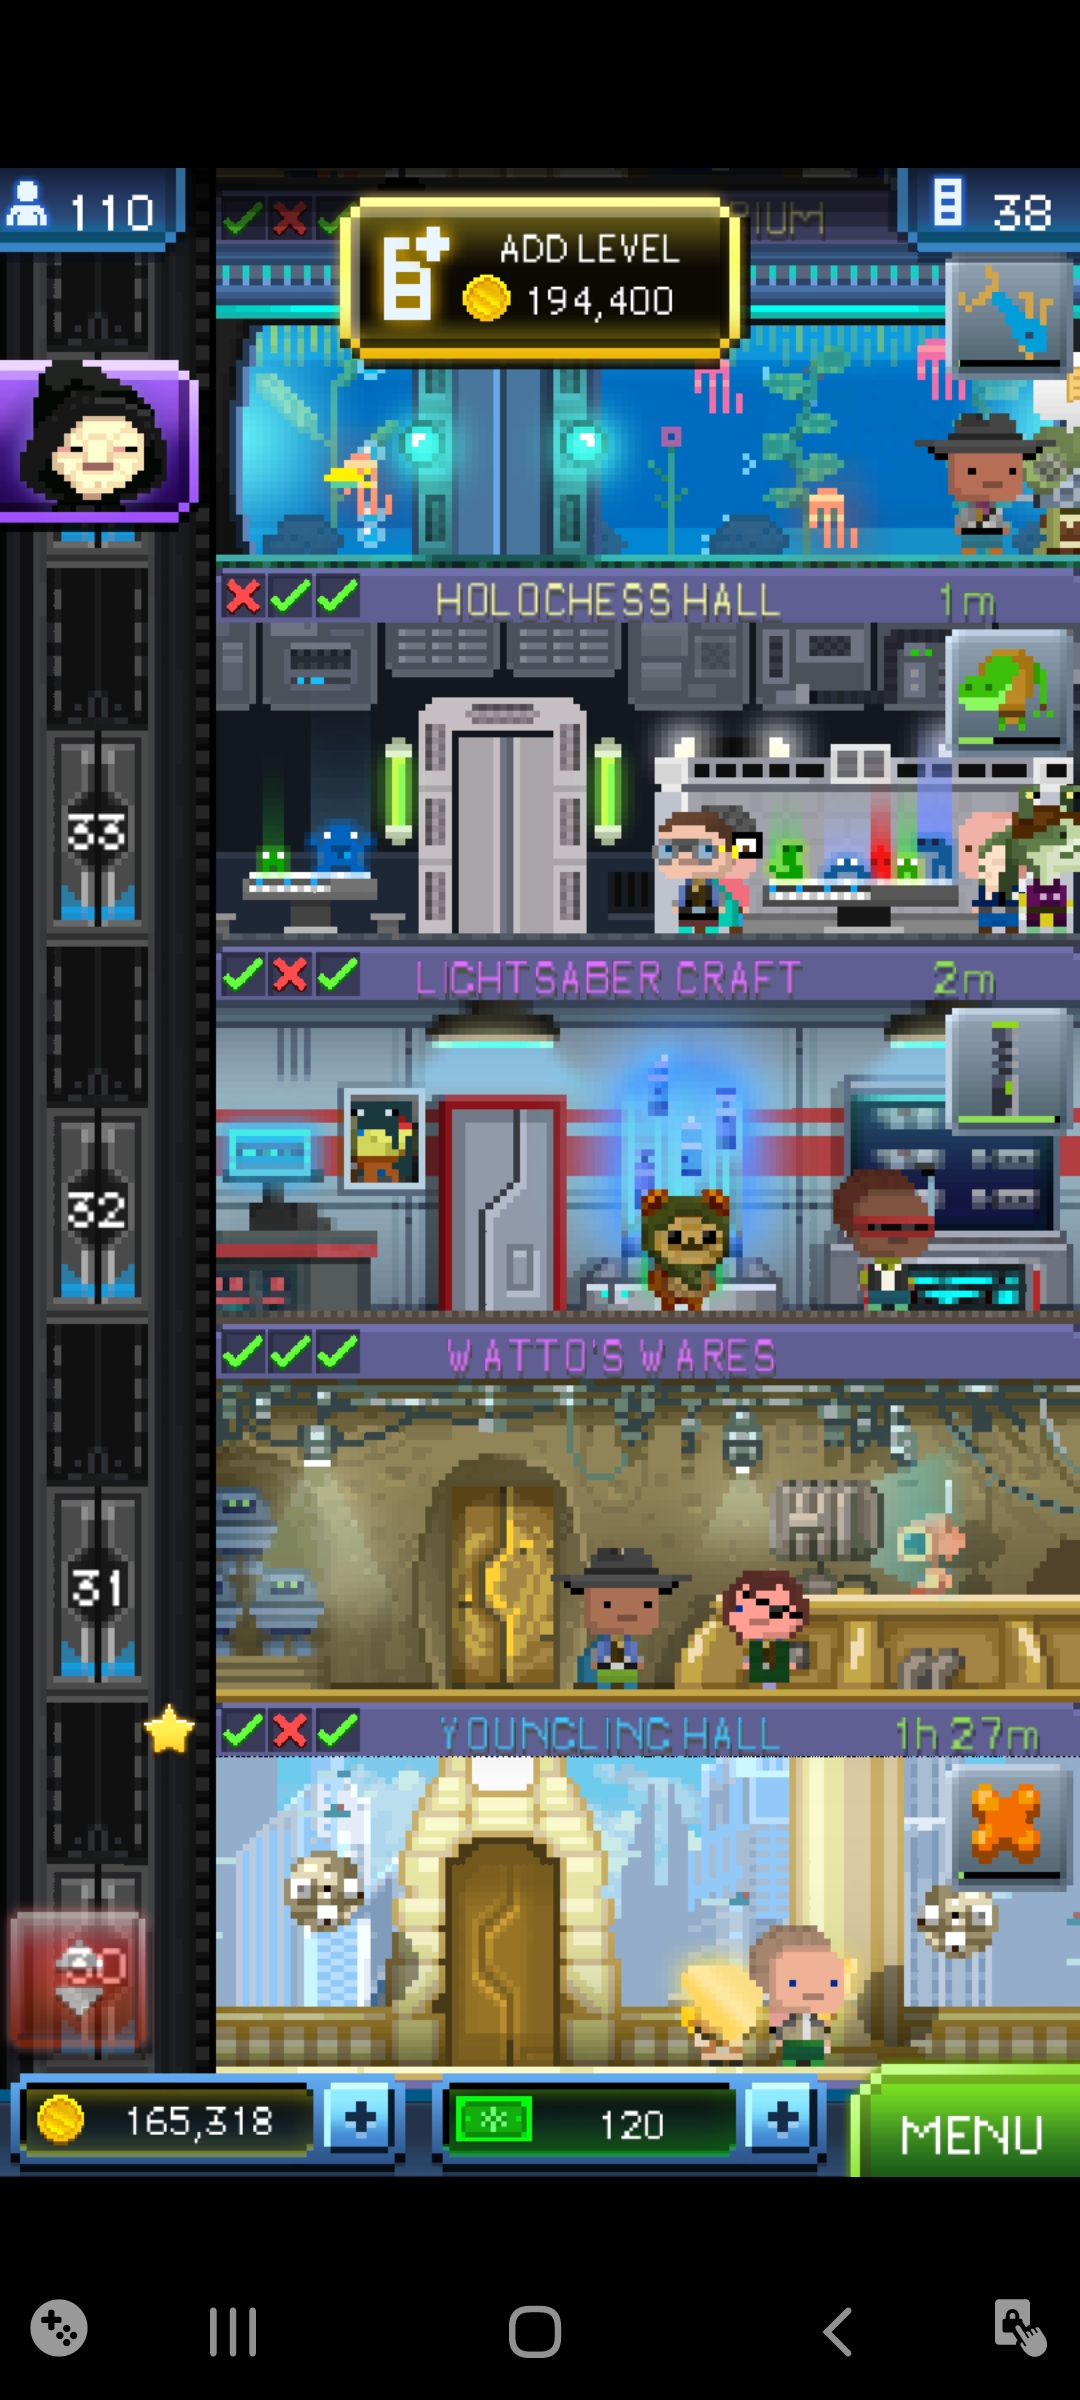 110
38
ADD LEVEL
194,400
HOLOCHESS HALL 1m
33
LIGHTSABER CRAFT 2m
32
WATTO'S WARES
31
YOUNGLING HALL 1h 27m
30
165,318
120
MENU